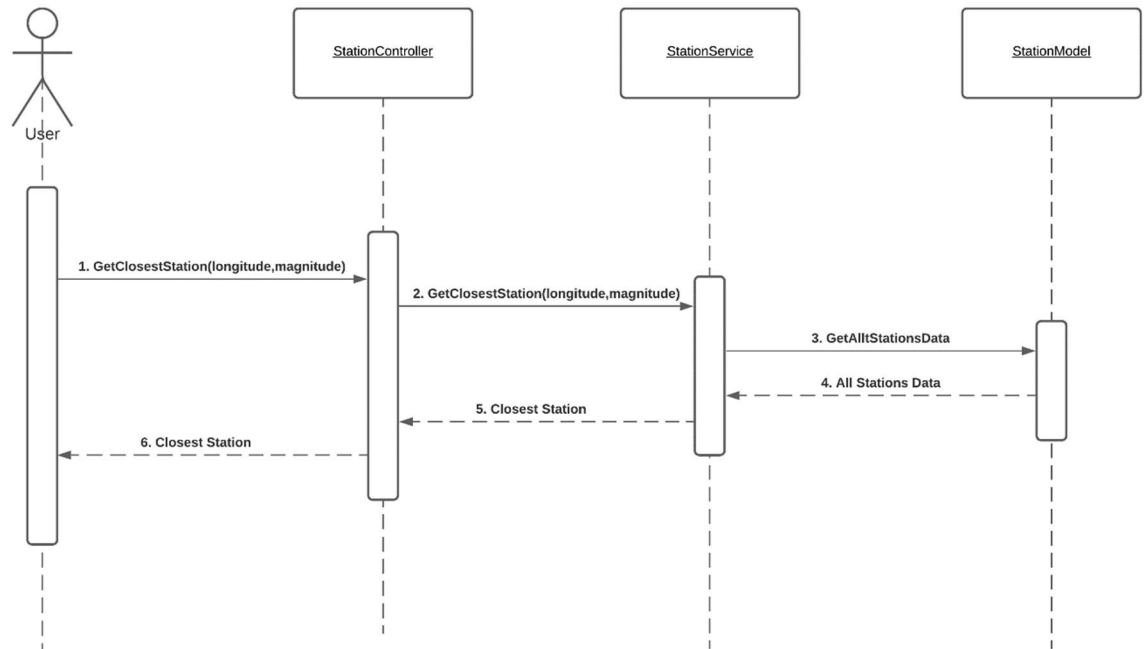 StationController
StationService
StationModel
User
1. GetClosestStation(longitude,magnitude)
2. GetClosestStation(longitude,magnitude)
3. GetAlltStationsData
4. All Stations Data
5. Closest Station
6. Closest Station